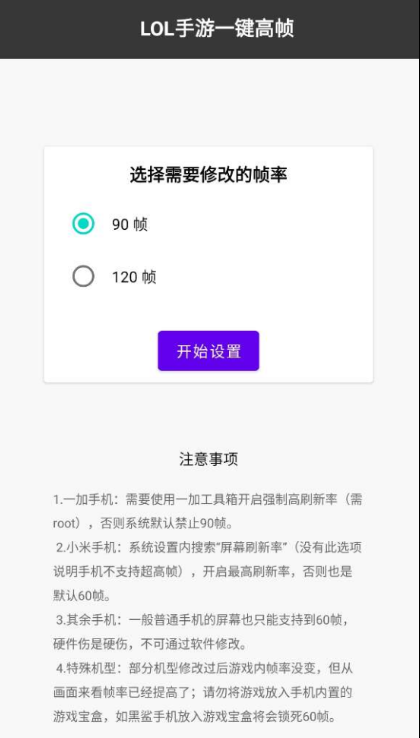 LOL手游一键高帧
选择需要修改的帧率
90 帧
120 帧
开始设置
注意事项
1.一加手机：需要使用一加工具箱开启强制高刷新率（需
root），否则系统默认禁止90帧。
2.小米手机：系统设置内搜索“屏幕刷新率”（没有此选项
说明手机不支持超高帧），开启最高刷新率，否则也是
默认60帧。
3.其余手机：一般普通手机的屏幕也只能支持到60帧，
硬件伤是硬伤，不可通过软件修改。
4.特殊机型：部分机型修改过后游戏内帧率没变，但从
画面来看帧率已经提高了；请勿将游戏放入手机内置的
游戏宝盒，如黑鲨手机放入游戏宝盒将会锁死60帧。